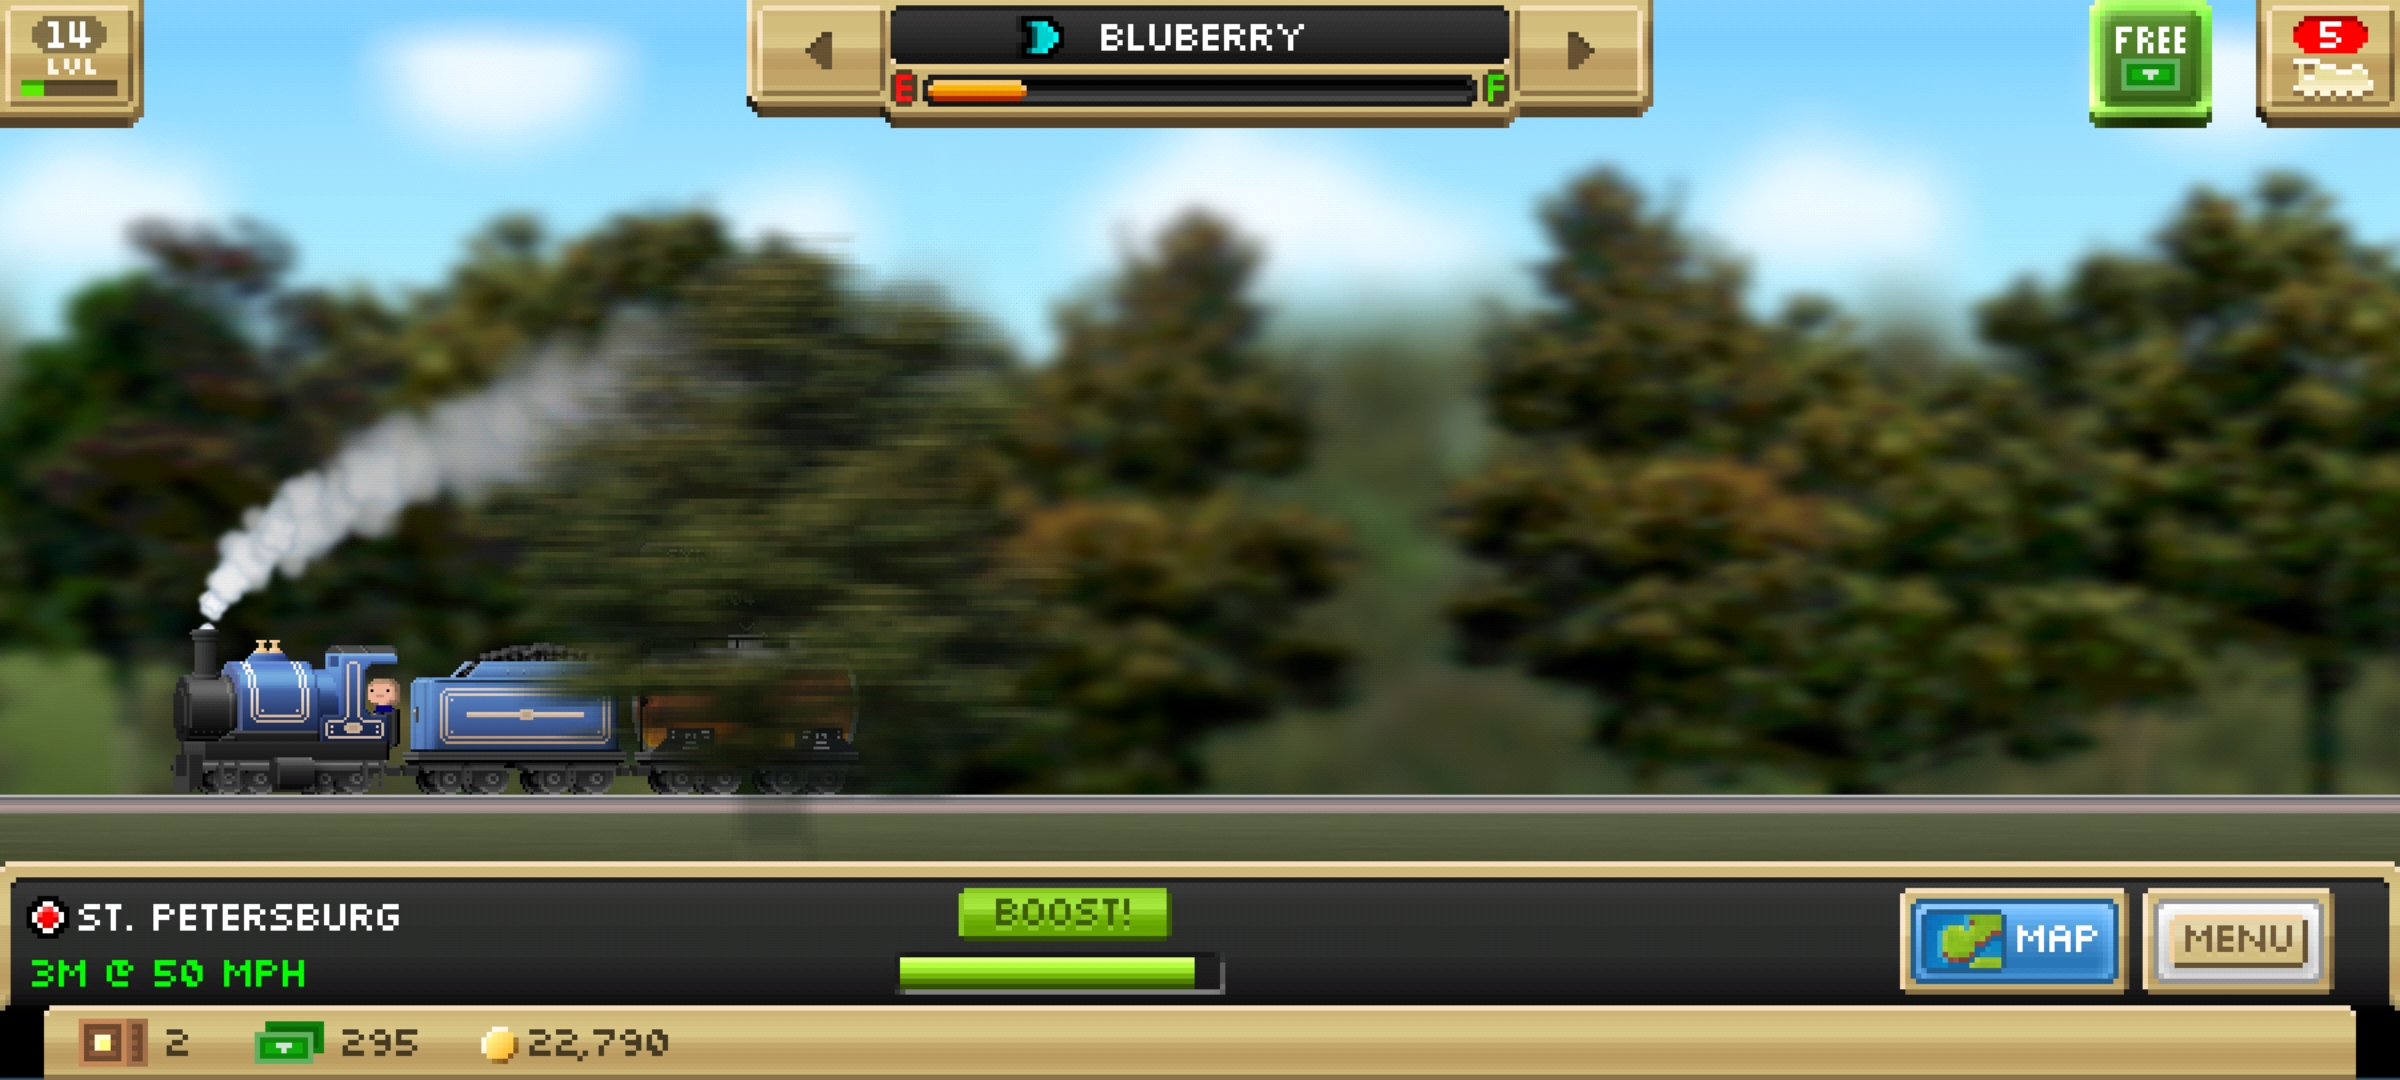 14
LVL
BLUBERRY
E F
FREE
5
ST. PETERSBURG
3M @ 50 MPH
BOOST!
MAP
MENU
2 295 22,790